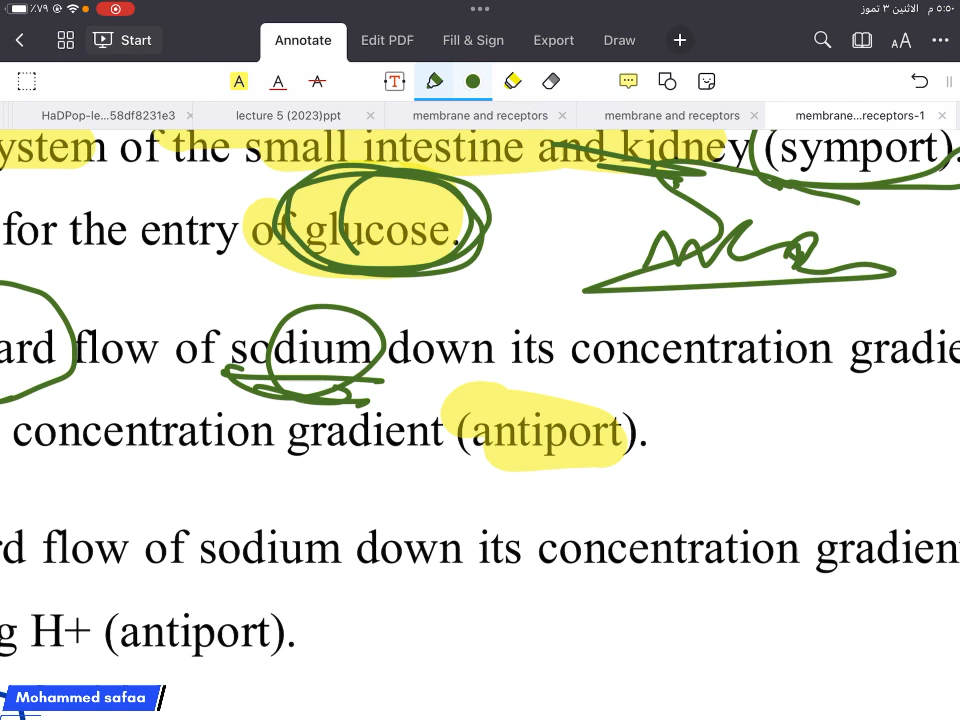 ٪٧٩ ٥:٥٠ م الاثنين ٣ تموز
Start Annotate Edit PDF Fill & Sign Export Draw + AA
A A A T
HaDPop-le...58df8231e3 × lecture 5 (2023)ppt × membrane and receptors × membrane and receptors × membrane...receptors-1 ×
ystem of the small intestine and kidney (symport).
for the entry of glucose.
ard flow of sodium down its concentration gradie
concentration gradient (antiport).
rd flow of sodium down its concentration gradien
g H+ (antiport).
Mohammed safaa